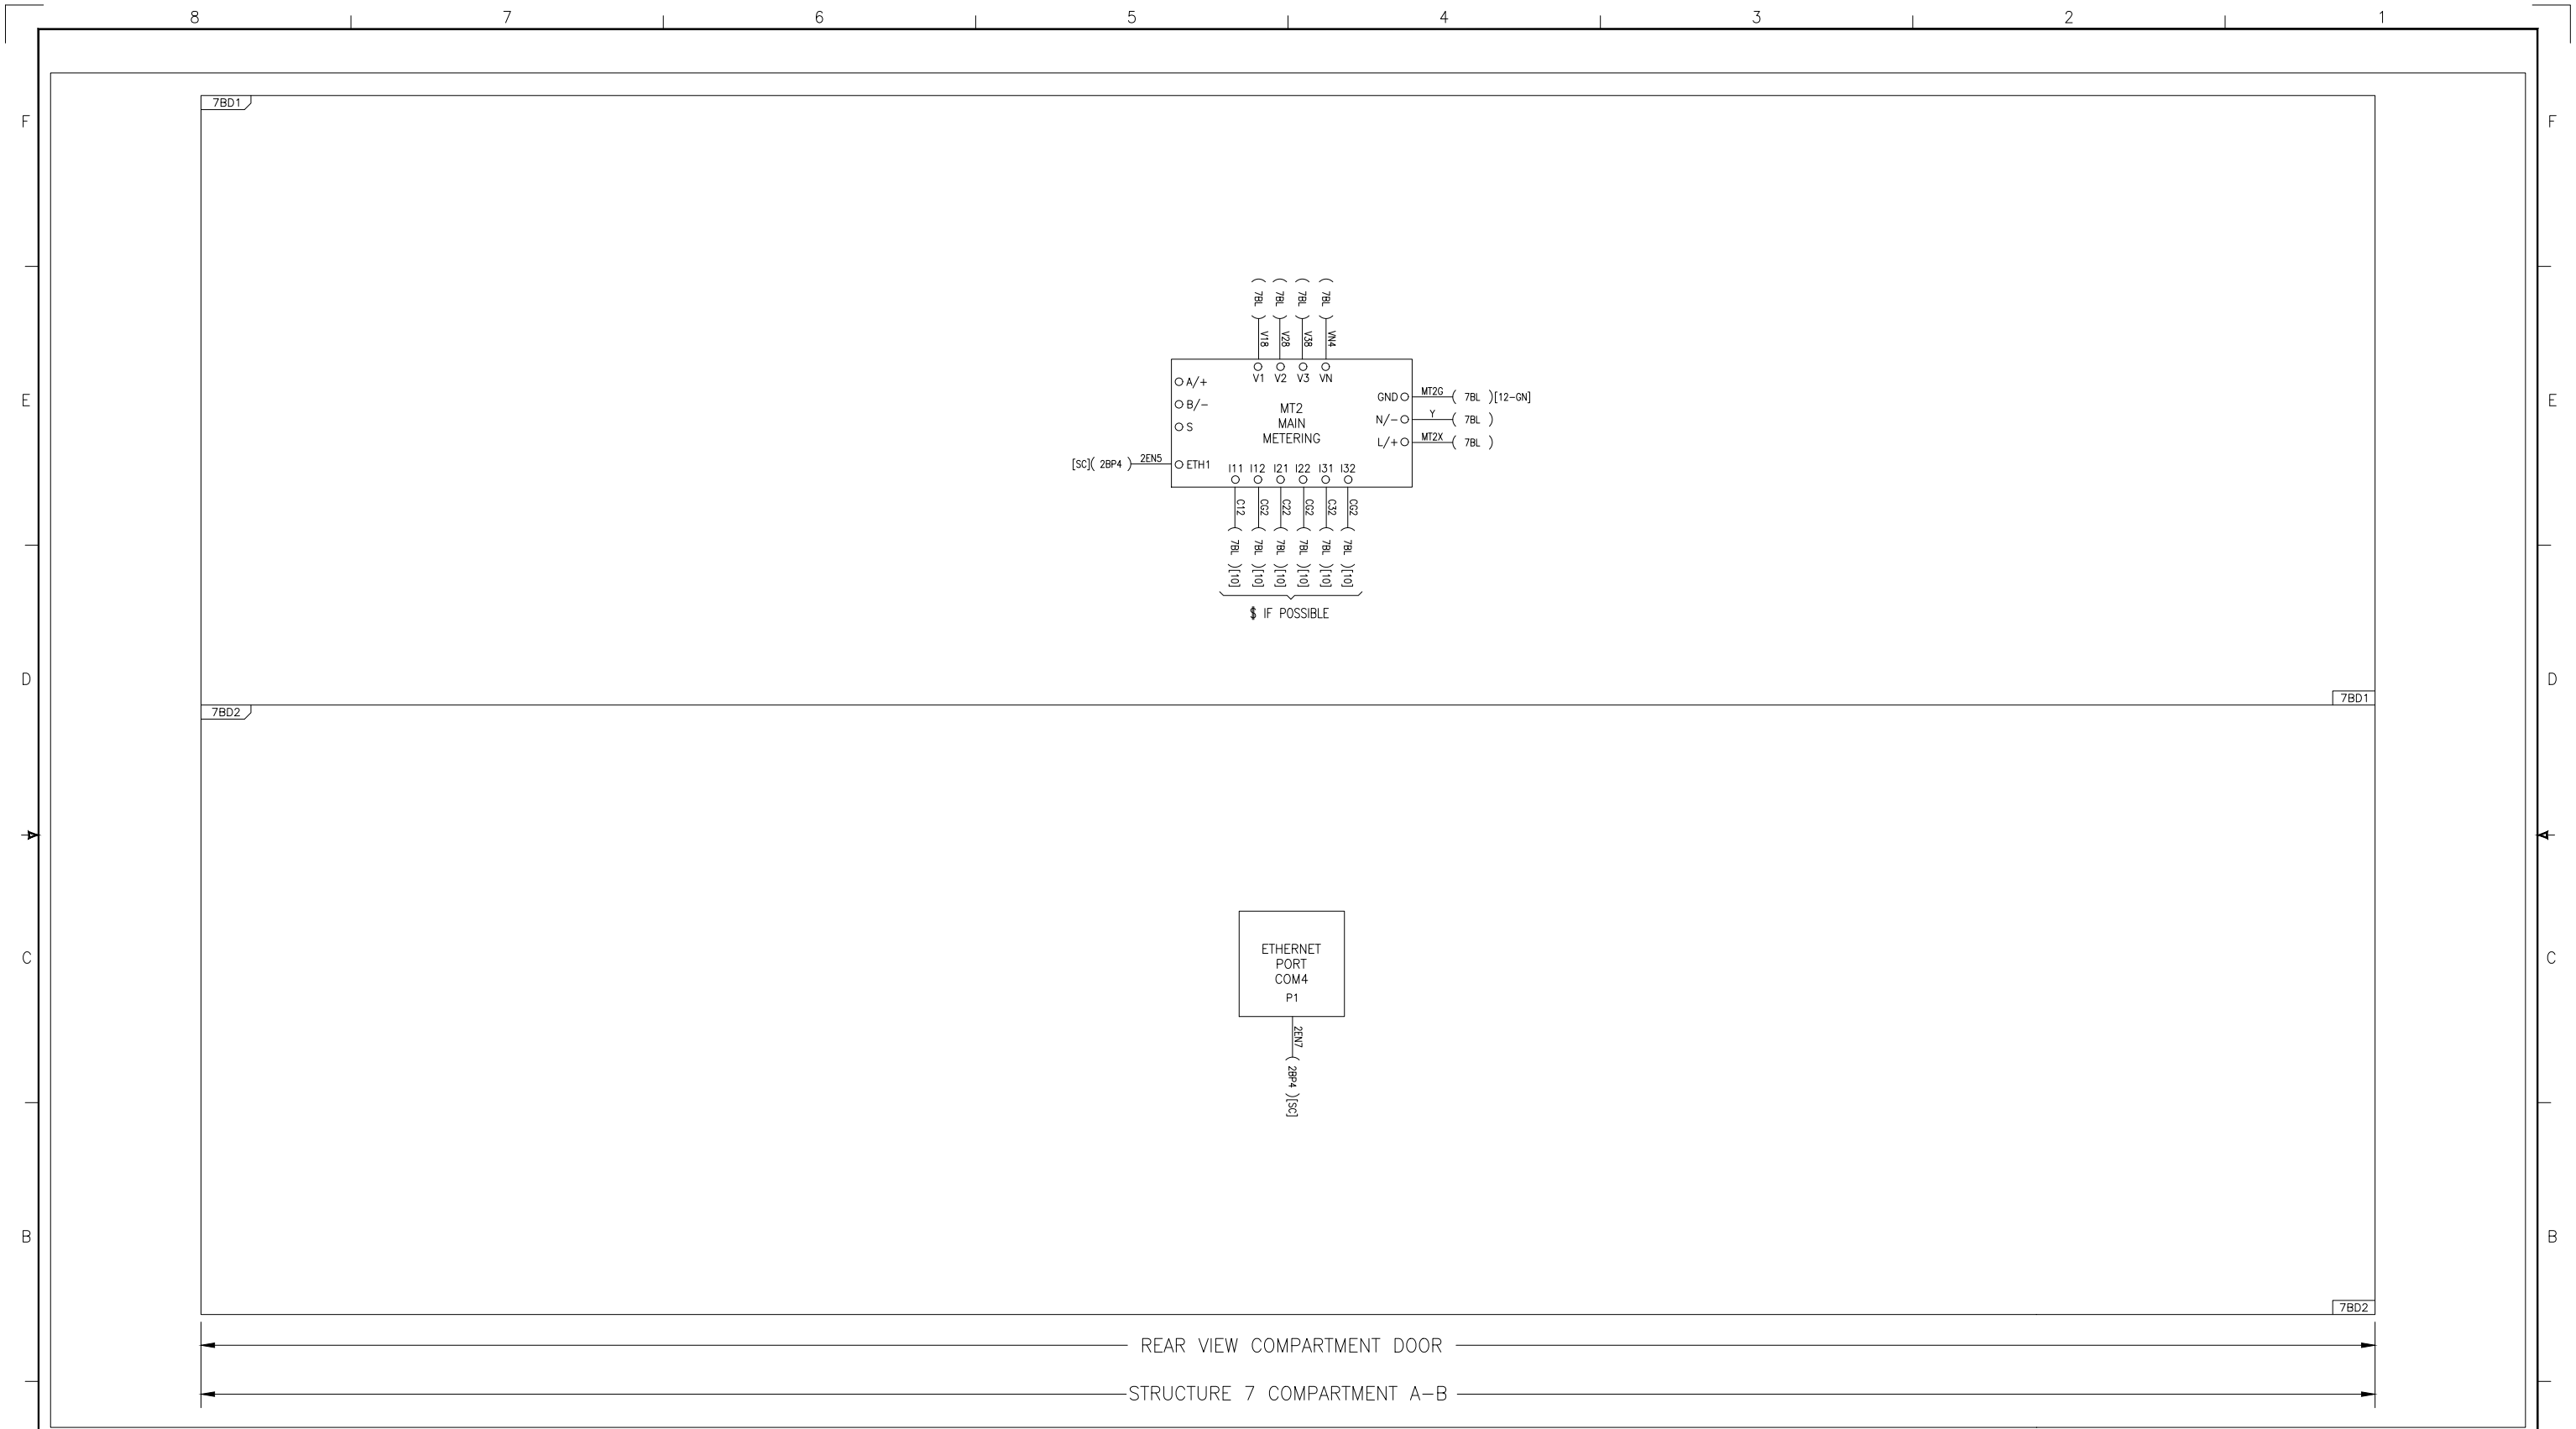 8 7 6 5 4 3 2 1
F F
7BD1
( 7BL ) ( 7BL ) ( 7BL ) ( 7BL )
V18 V28 V38 VN4
V1 V2 V3 VN
A/+
B/-
S
[SC]( 2BP4 ) 2EN5 ETH1
MT2
MAIN
METERING
GND MT2G ( 7BL )[12-GN]
N/- Y ( 7BL )
L/+ MT2X ( 7BL )
E E
I11 I12 I21 I22 I31 I32
C12 CG2 C22 CG2 C32 CG2
( 7BL )[10] ( 7BL )[10] ( 7BL )[10] ( 7BL )[10] ( 7BL )[10] ( 7BL )[10]
$ IF POSSIBLE
D D
7BD1
7BD2
C C
ETHERNET
PORT
COM4
P1
2EN7
( 2BP4 )[SC]
B B
7BD2
REAR VIEW COMPARTMENT DOOR
STRUCTURE 7 COMPARTMENT A-B